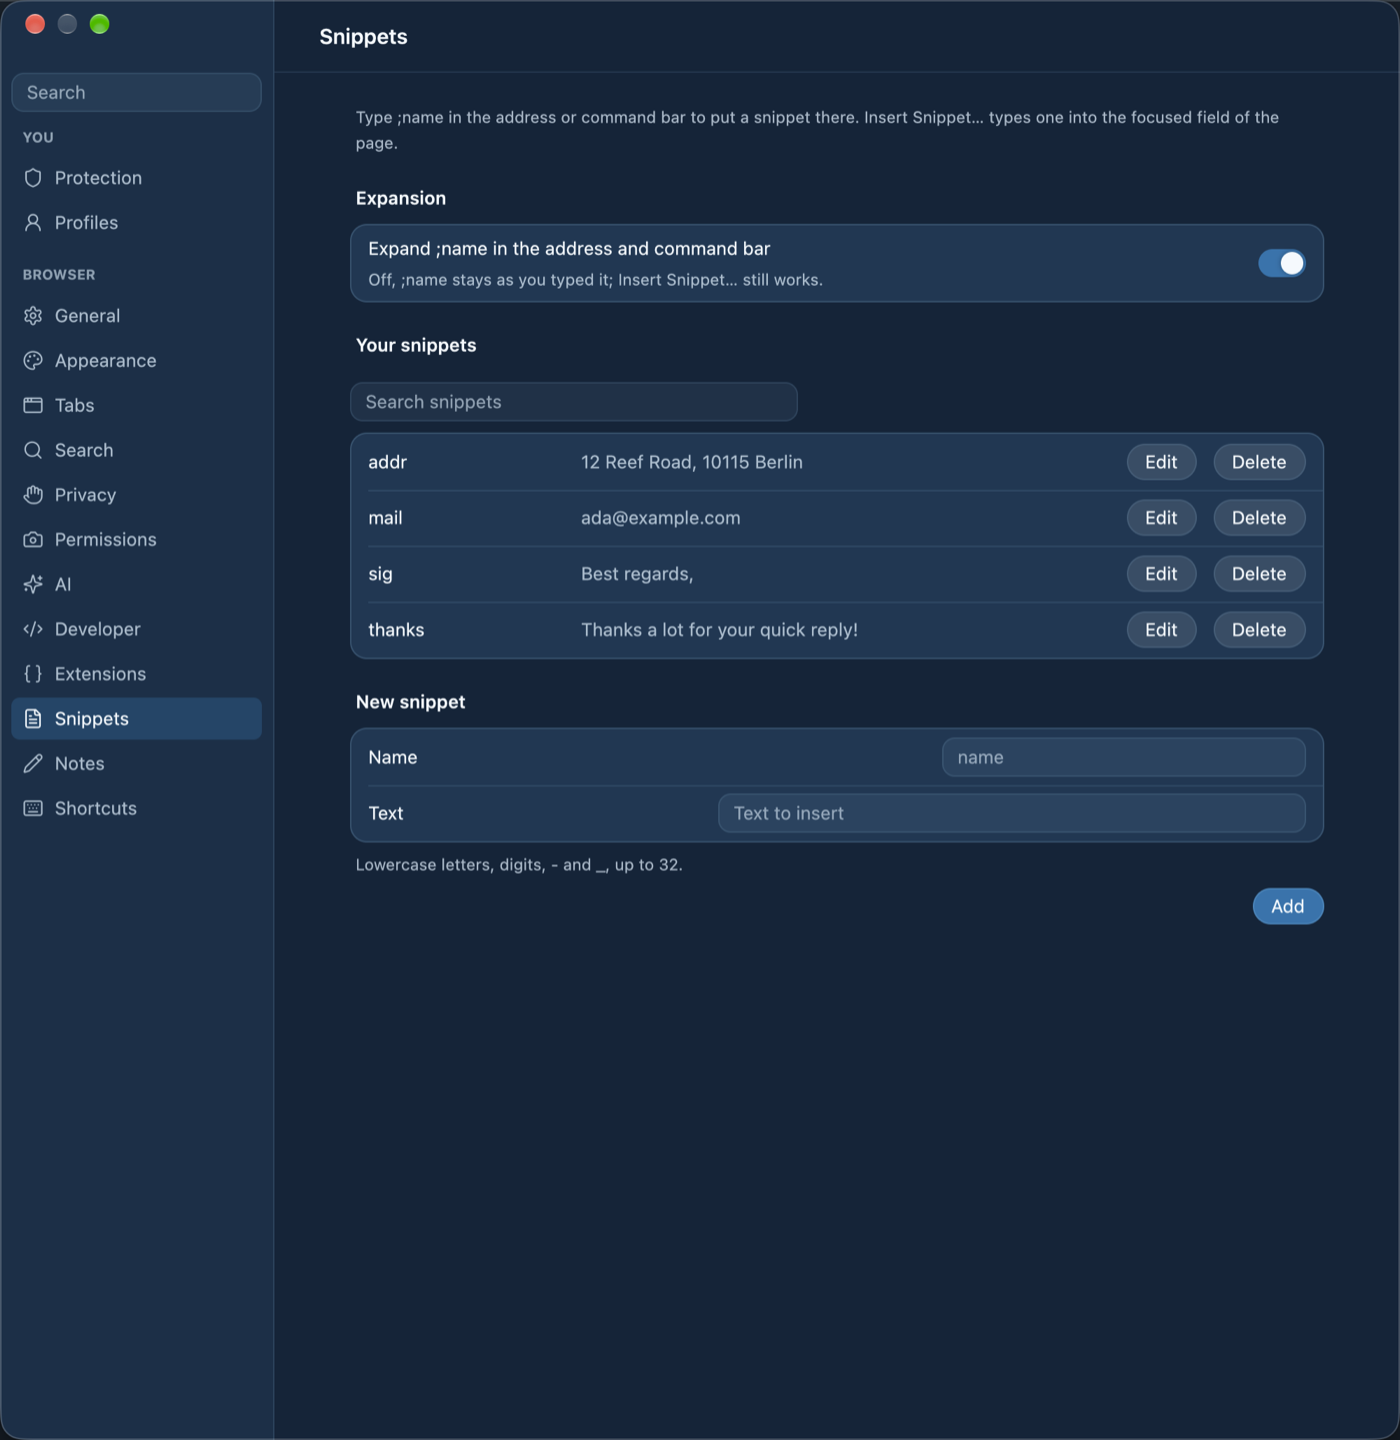 Snippets
Search
YOU
Protection
Profiles
BROWSER
General
Appearance
Tabs
Search
Privacy
Permissions
AI
Developer
Extensions
Snippets
Notes
Shortcuts
Type ;name in the address or command bar to put a snippet there. Insert Snippet... types one into the focused field of the
page.
Expansion
Expand ;name in the address and command bar
Off, ;name stays as you typed it; Insert Snippet... still works.
Your snippets
Search snippets
addr 12 Reef Road, 10115 Berlin Edit Delete
mail ada@example.com Edit Delete
sig Best regards, Edit Delete
thanks Thanks a lot for your quick reply! Edit Delete
New snippet
Name name
Text Text to insert
Lowercase letters, digits, - and _, up to 32.
Add